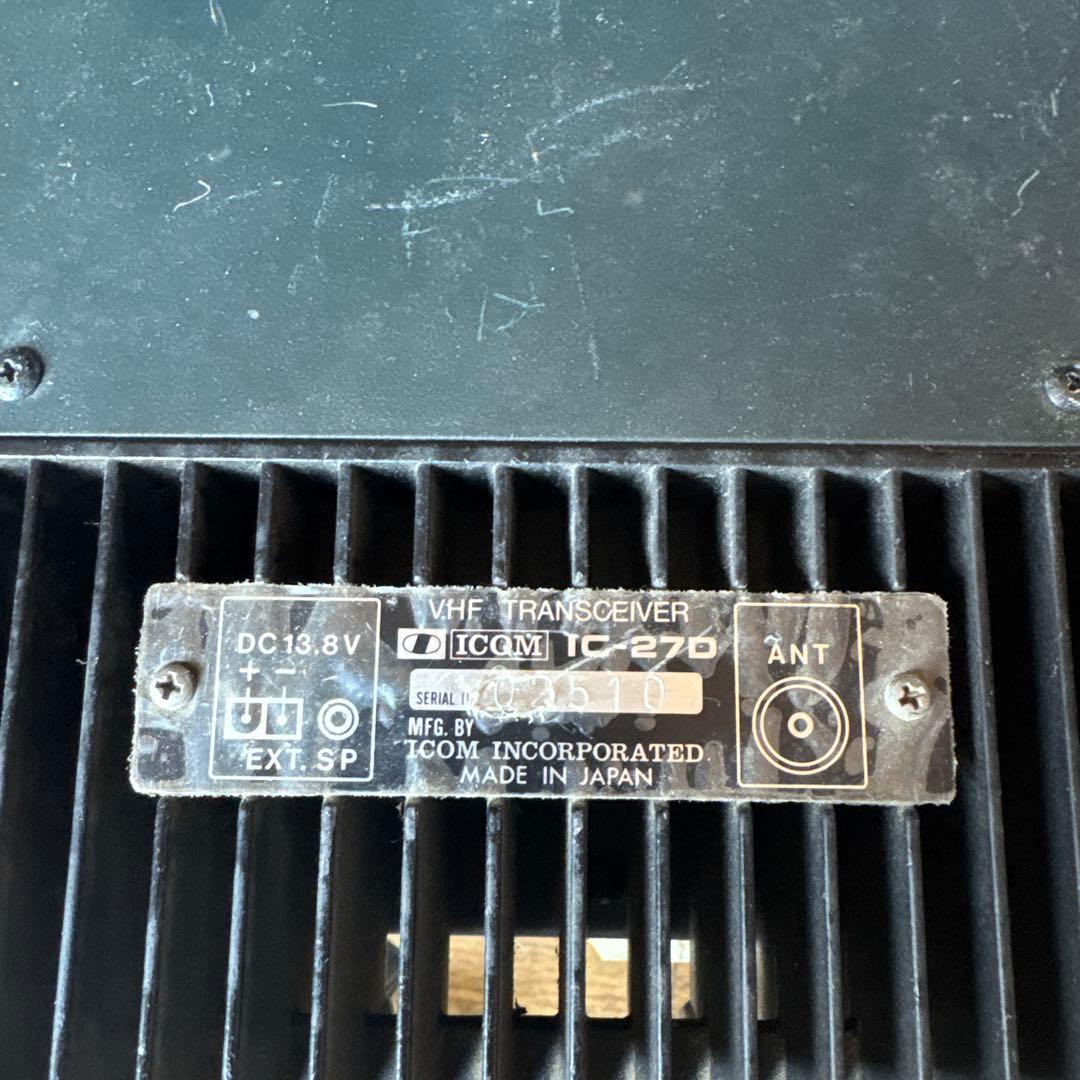 VHF TRANSCEIVER
ICOM IC-27D
DC 13.8V
+ −
EXT. SP
SERIAL
MFG. BY
ICOM INCORPORATED
MADE IN JAPAN
ANT